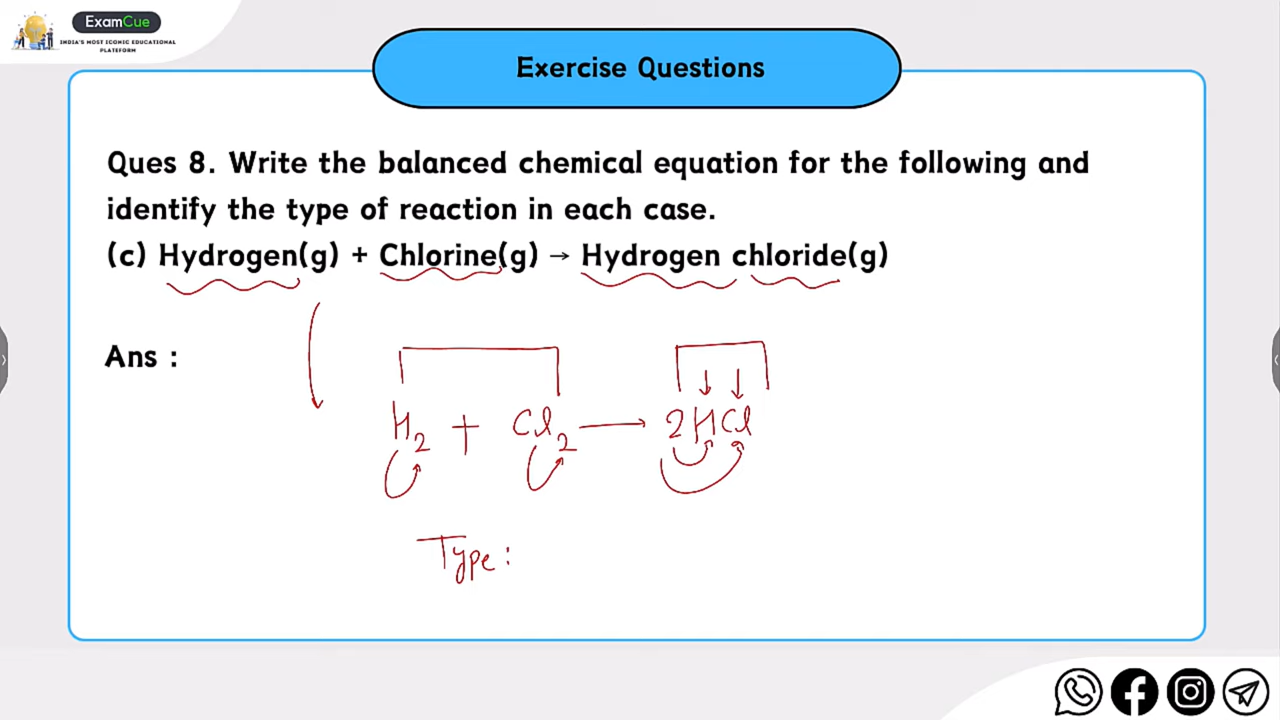 ExamCue
INDIA'S MOST ICONIC EDUCATIONAL
PLATEFORM
Exercise Questions
Ques 8. Write the balanced chemical equation for the following and
identify the type of reaction in each case.
(c) Hydrogen(g) + Chlorine(g) → Hydrogen chloride(g)
Ans :
H₂ + Cl₂ → 2HCl
Type: